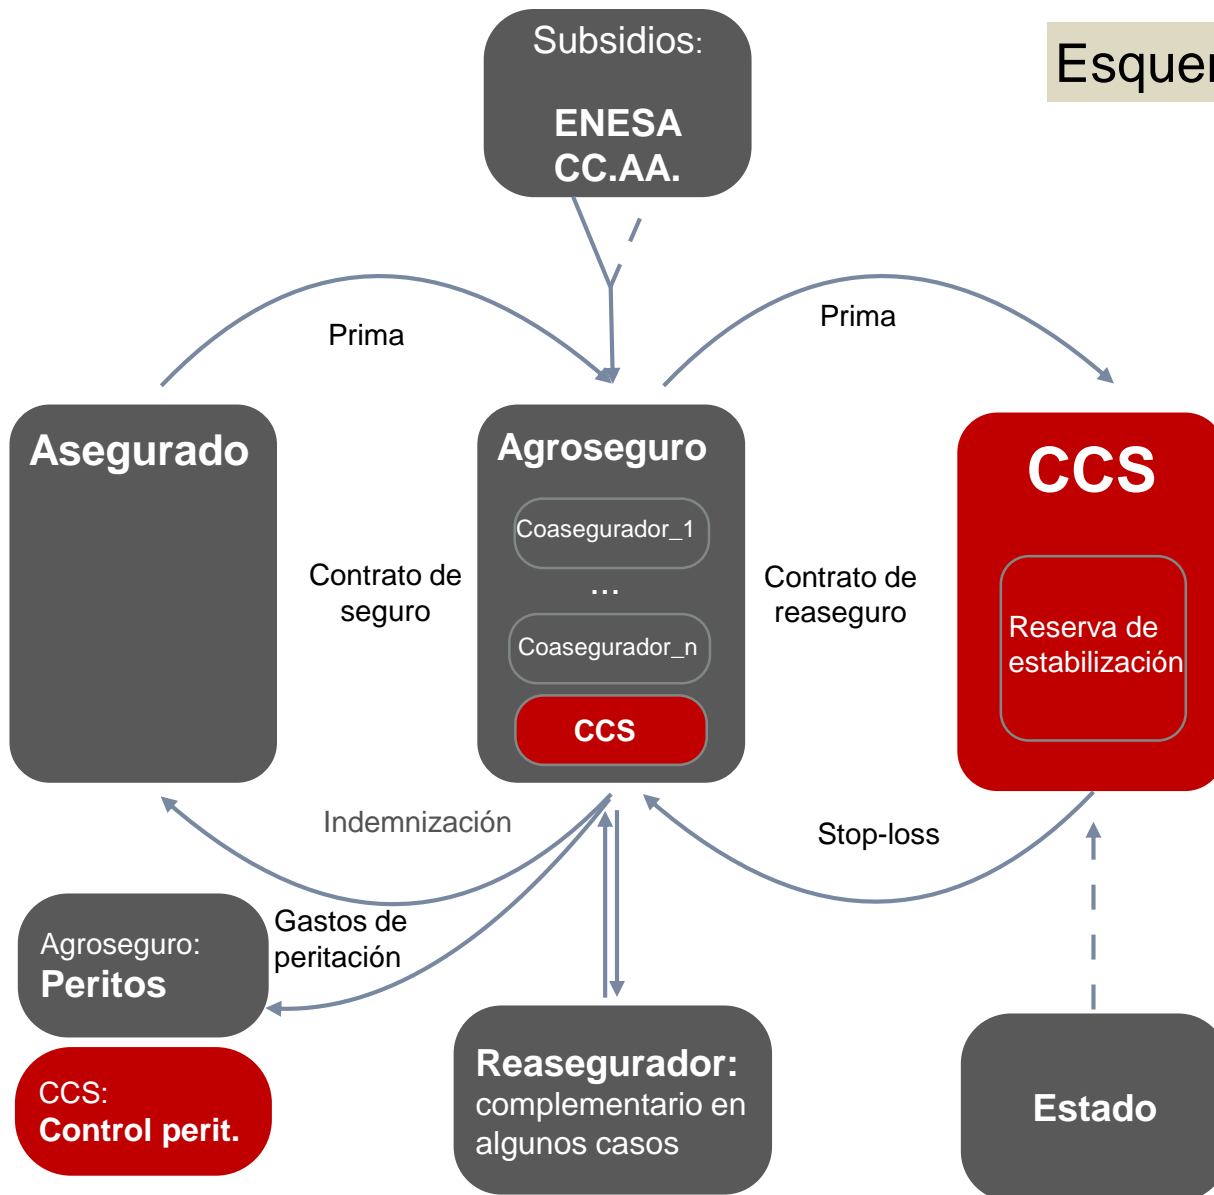 Subsidios:
ENESA
CC.AA.
Prima
Prima
Asegurado
Agroseguro
Coasegurador_1
...
Coasegurador_n
CCS
CCS
Reserva de
estabilización
Contrato de
seguro
Contrato de
reaseguro
Indemnización
Stop-loss
Gastos de
peritación
Agroseguro:
Peritos
CCS:
Control perit.
Reasegurador:
complementario en
algunos casos
Estado